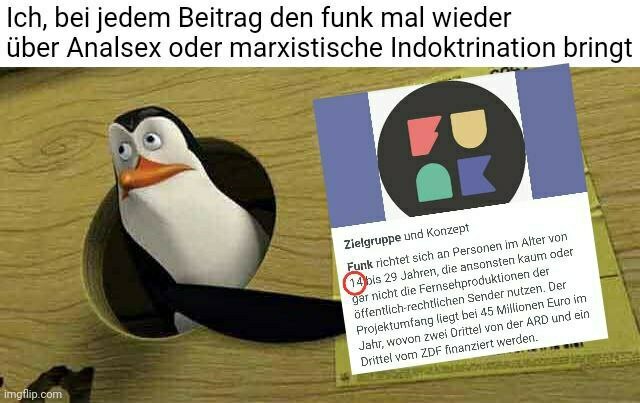 Ich, bei jedem Beitrag den funk mal wieder
über Analsex oder marxistische Indoktrination bringt
FUNK
Zielgruppe und Konzept
Funk richtet sich an Personen im Alter von
14 bis 29 Jahren, die ansonsten kaum oder
gar nicht die Fernsehproduktionen der
öffentlich-rechtlichen Sender nutzen. Der
Projektumfang liegt bei 45 Millionen Euro im
Jahr, wovon zwei Drittel von der ARD und ein
Drittel vom ZDF finanziert werden.
imgflip.com